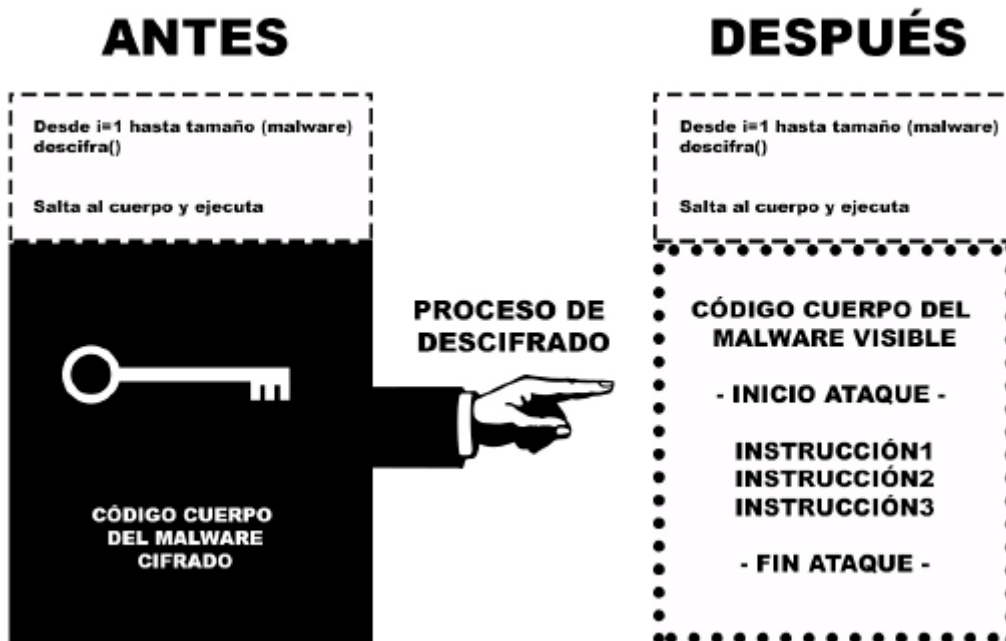 ANTES
Desde i=1 hasta tamaño (malware)
descifra()
Salta al cuerpo y ejecuta
CÓDIGO CUERPO
DEL MALWARE
CIFRADO
PROCESO DE
DESCIFRADO
DESPUÉS
Desde i=1 hasta tamaño (malware)
descifra()
Salta al cuerpo y ejecuta
CÓDIGO CUERPO DEL
MALWARE VISIBLE
- INICIO ATAQUE -
INSTRUCCIÓN1
INSTRUCCIÓN2
INSTRUCCIÓN3
- FIN ATAQUE -